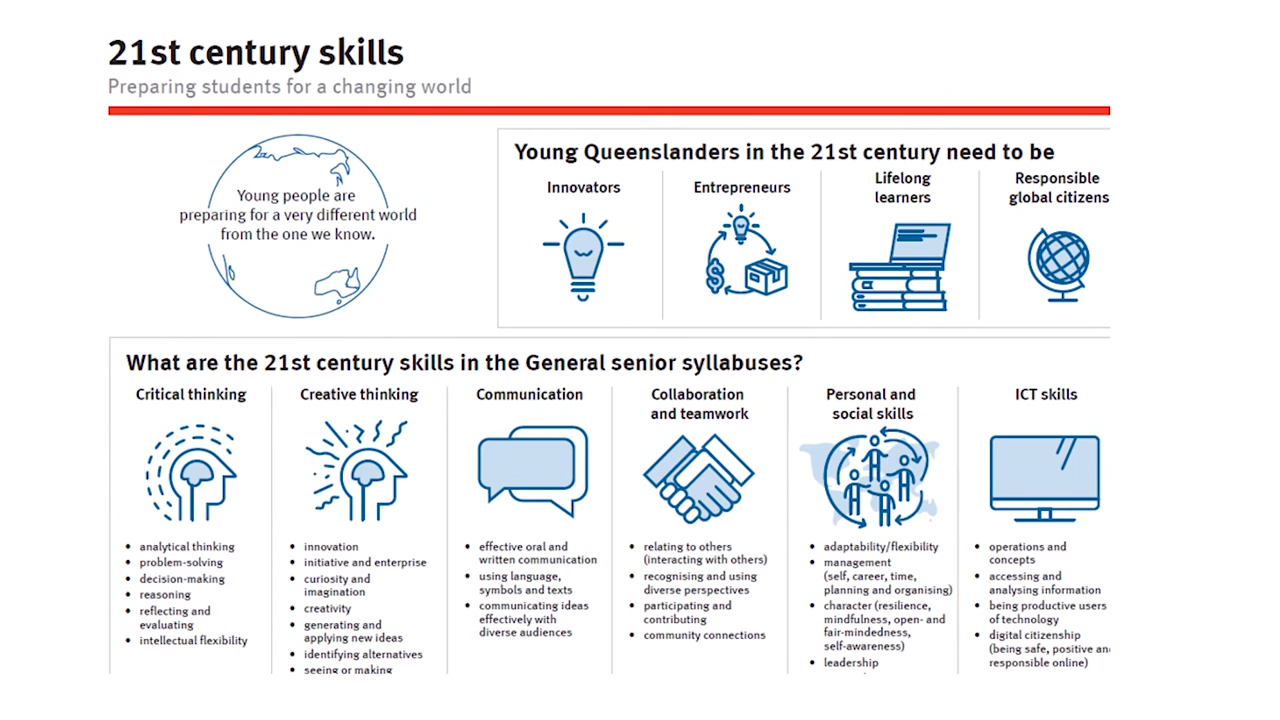 21st century skills
Preparing students for a changing world
Young people are
preparing for a very different world
from the one we know.
Young Queenslanders in the 21st century need to be
Innovators
Entrepreneurs
Lifelong
learners
Responsible
global citizens
What are the 21st century skills in the General senior syllabuses?
Critical thinking
• analytical thinking
• problem-solving
• decision-making
• reasoning
• reflecting and
evaluating
• intellectual flexibility
Creative thinking
• innovation
• initiative and enterprise
• curiosity and
imagination
• creativity
• generating and
applying new ideas
• identifying alternatives
• seeing or making
Communication
• effective oral and
written communication
• using language,
symbols and texts
• communicating ideas
effectively with
diverse audiences
Collaboration
and teamwork
• relating to others
(interacting with others)
• recognising and using
diverse perspectives
• participating and
contributing
• community connections
Personal and
social skills
• adaptability/flexibility
• management
(self, career, time,
planning and organising)
• character (resilience,
mindfulness, open- and
fair-mindedness,
self-awareness)
• leadership
ICT skills
• operations and
concepts
• accessing and
analysing information
• being productive users
of technology
• digital citizenship
(being safe, positive an
responsible online)